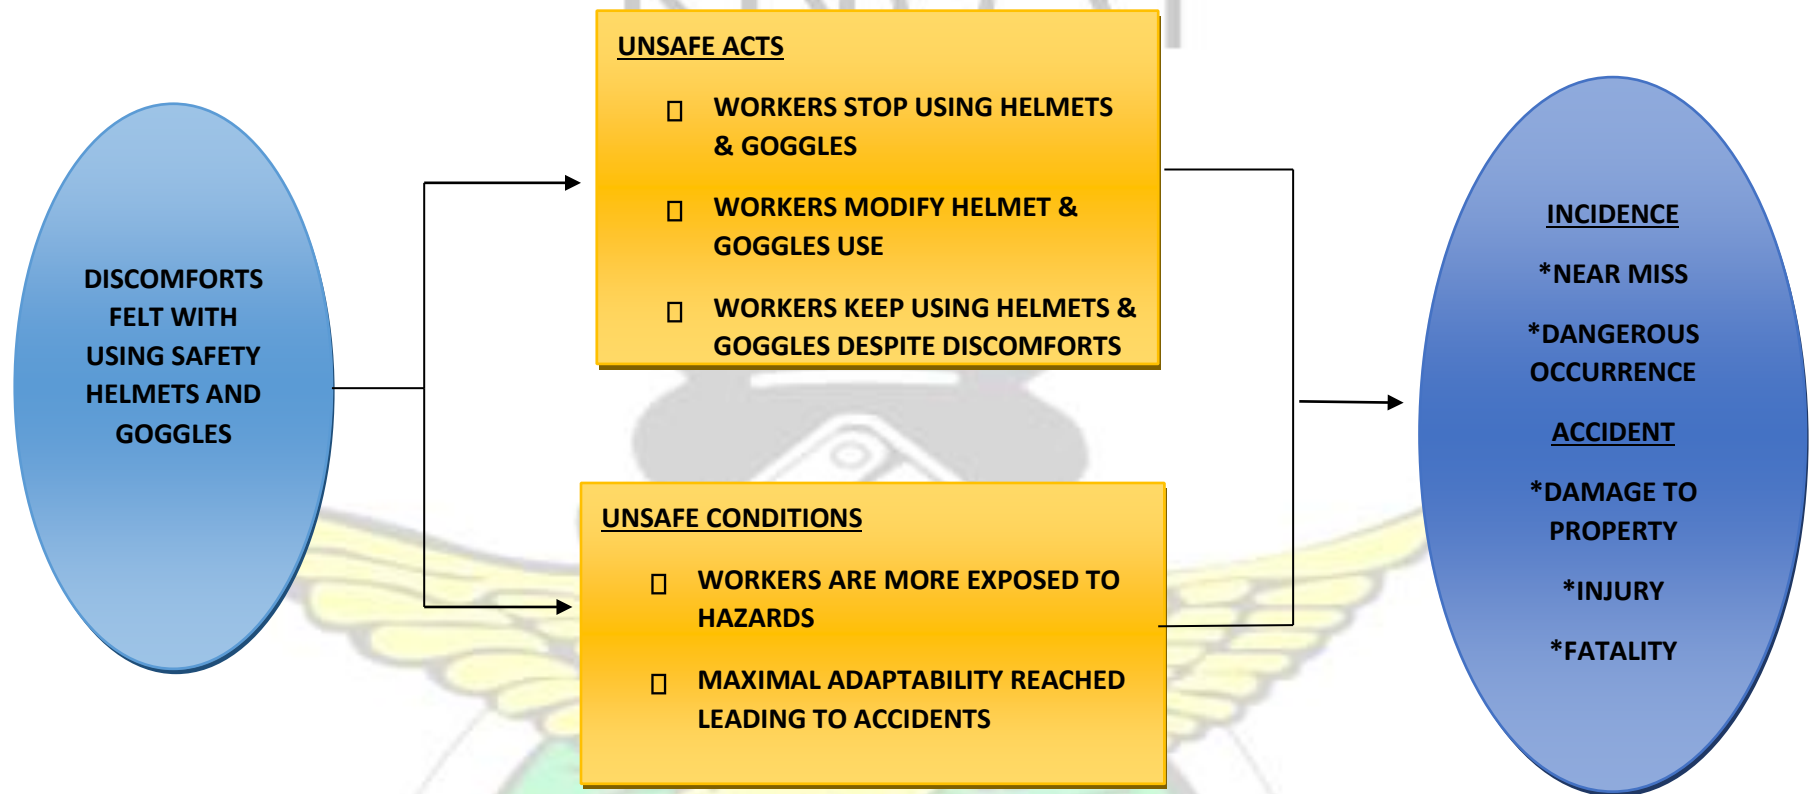 UNSAFE ACTS
WORKERS STOP USING HELMETS
& GOGGLES
WORKERS MODIFY HELMET &
GOGGLES USE
WORKERS KEEP USING HELMETS &
GOGGLES DESPITE DISCOMFORTS
DISCOMFORTS
FELT WITH
USING SAFETY
HELMETS AND
GOGGLES
UNSAFE CONDITIONS
WORKERS ARE MORE EXPOSED TO
HAZARDS
MAXIMAL ADAPTABILITY REACHED
LEADING TO ACCIDENTS
INCIDENCE
*NEAR MISS
*DANGEROUS
OCCURRENCE
ACCIDENT
*DAMAGE TO
PROPERTY
*INJURY
*FATALITY